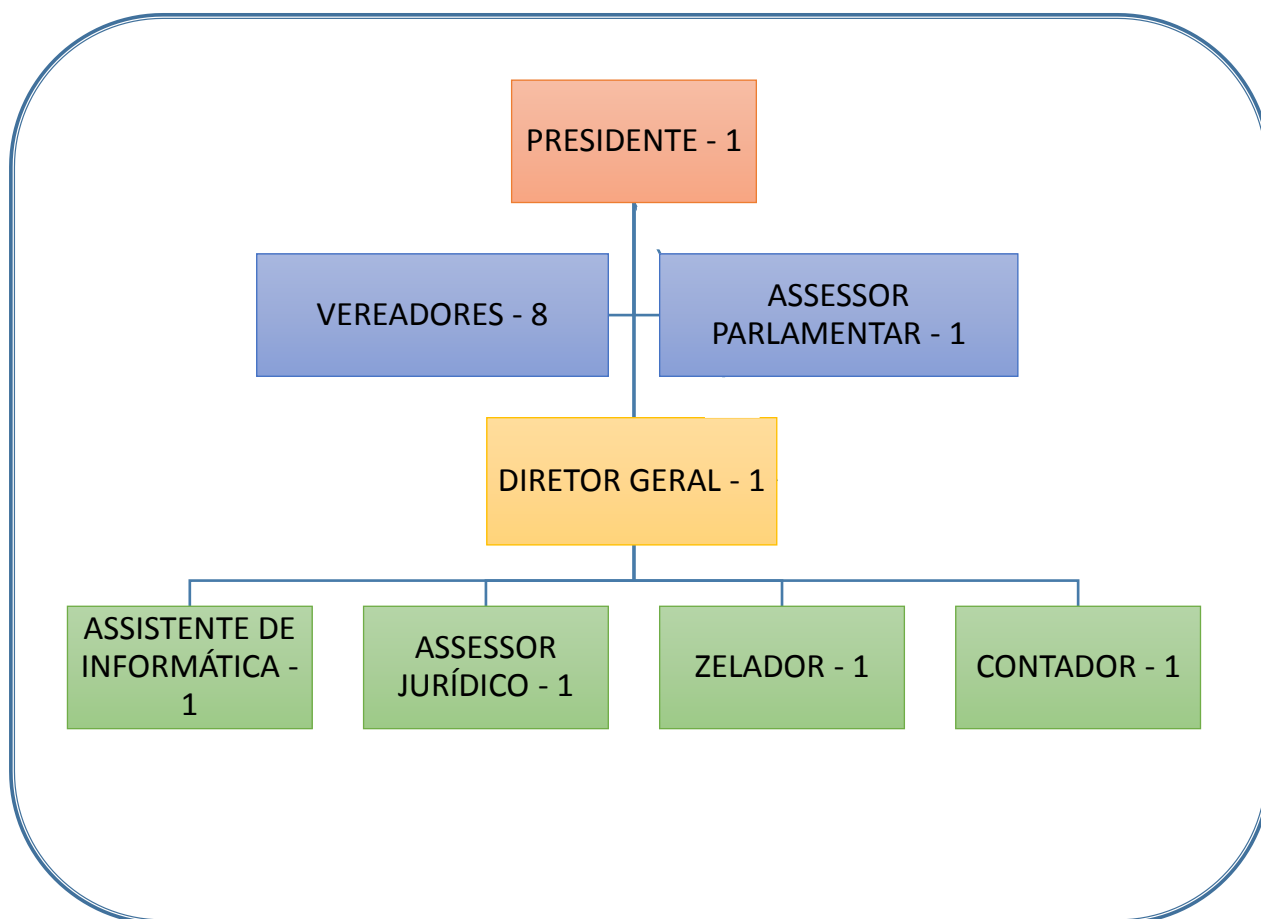 PRESIDENTE - 1
VEREADORES - 8
ASSESSOR
PARLAMENTAR - 1
DIRETOR GERAL - 1
ASSISTENTE DE
INFORMÁTICA -
1
ASSESSOR
JURÍDICO - 1
ZELADOR - 1
CONTADOR - 1